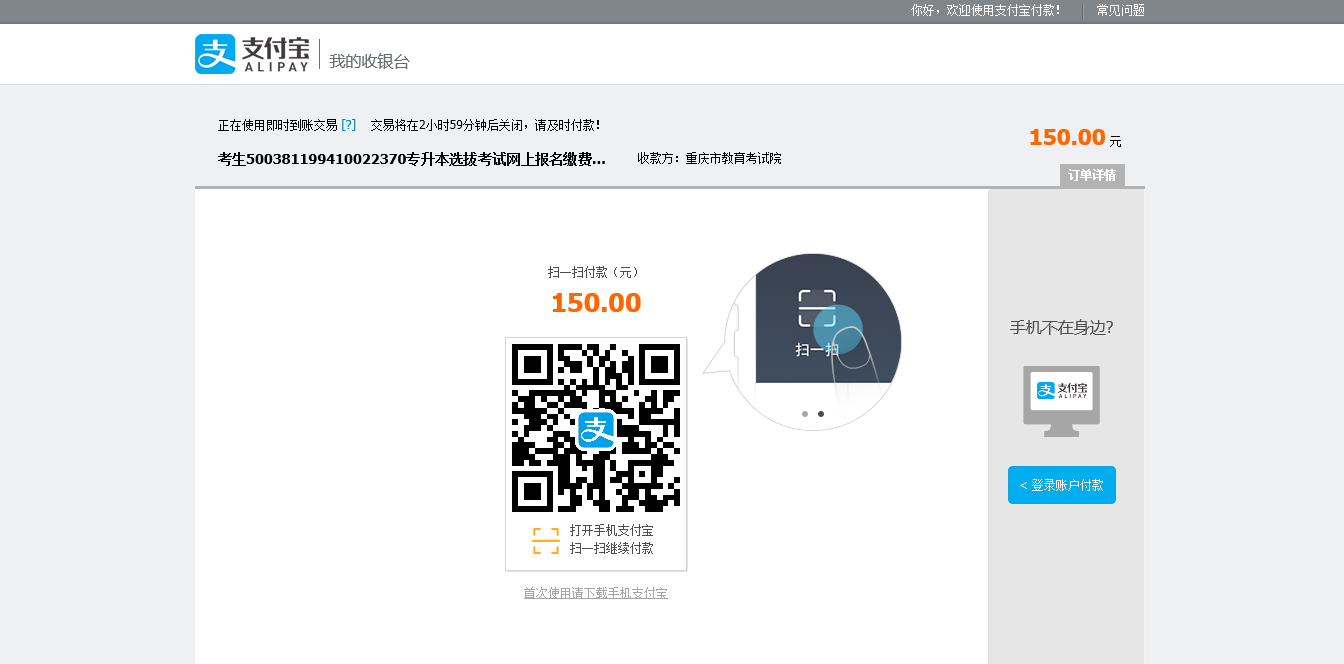 你好，欢迎使用支付宝付款！
常见问题
支付宝
ALIPAY
我的收银台
正在使用即时到账交易 [?] 交易将在2小时59分钟后关闭，请及时付款！
考生500381199410022370专升本选拔考试网上报名缴费...
收款方：重庆市教育考试院
150.00 元
订单详情
扫一扫付款（元）
150.00
扫一扫
支
打开手机支付宝
扫一扫继续付款
首次使用请下载手机支付宝
手机不在身边?
支付宝
ALIPAY
< 登录账户付款